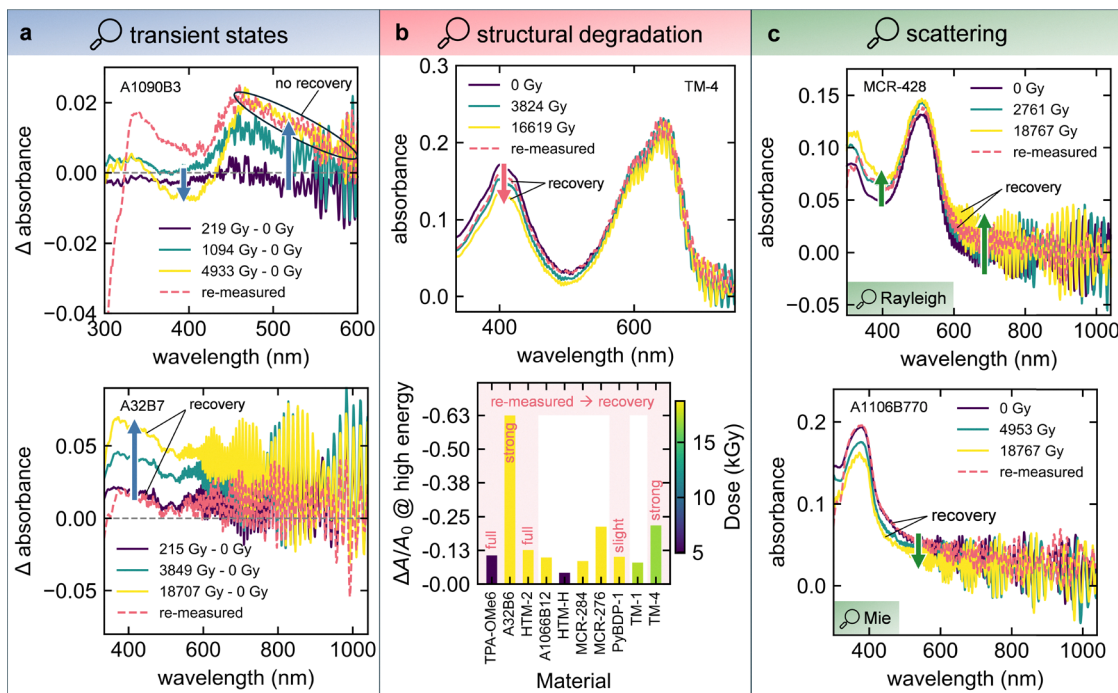 a transient states
A1090B3
no recovery
Δ absorbance
0.02
0.00
−0.02
−0.04
219 Gy - 0 Gy
1094 Gy - 0 Gy
4933 Gy - 0 Gy
re-measured
300 400 500 600
wavelength (nm)
A32B7
recovery
Δ absorbance
0.05
0.00
−0.05
215 Gy - 0 Gy
3849 Gy - 0 Gy
18707 Gy - 0 Gy
re-measured
400 600 800 1000
wavelength (nm)
b structural degradation
TM-4
0 Gy
3824 Gy
16619 Gy
re-measured
recovery
absorbance
0.3
0.2
0.1
0.0
400 600
wavelength (nm)
re-measured → recovery
ΔA/A0 @ high energy
-0.63
-0.50
-0.38
-0.25
-0.13
-0.00
full
strong
full
slight
strong
TPA-OMe6
A32B6
HTM-2
A1066B12
HTM-H
MCR-284
MCR-276
PyBDP-1
TM-1
TM-4
Material
15
10
5
Dose (kGy)
c scattering
MCR-428
0 Gy
2761 Gy
18767 Gy
re-measured
recovery
absorbance
0.15
0.10
0.05
0.00
−0.05
Rayleigh
400 600 800 1000
wavelength (nm)
A1106B770
0 Gy
4953 Gy
18767 Gy
re-measured
recovery
absorbance
0.2
0.1
0.0
Mie
400 600 800 1000
wavelength (nm)